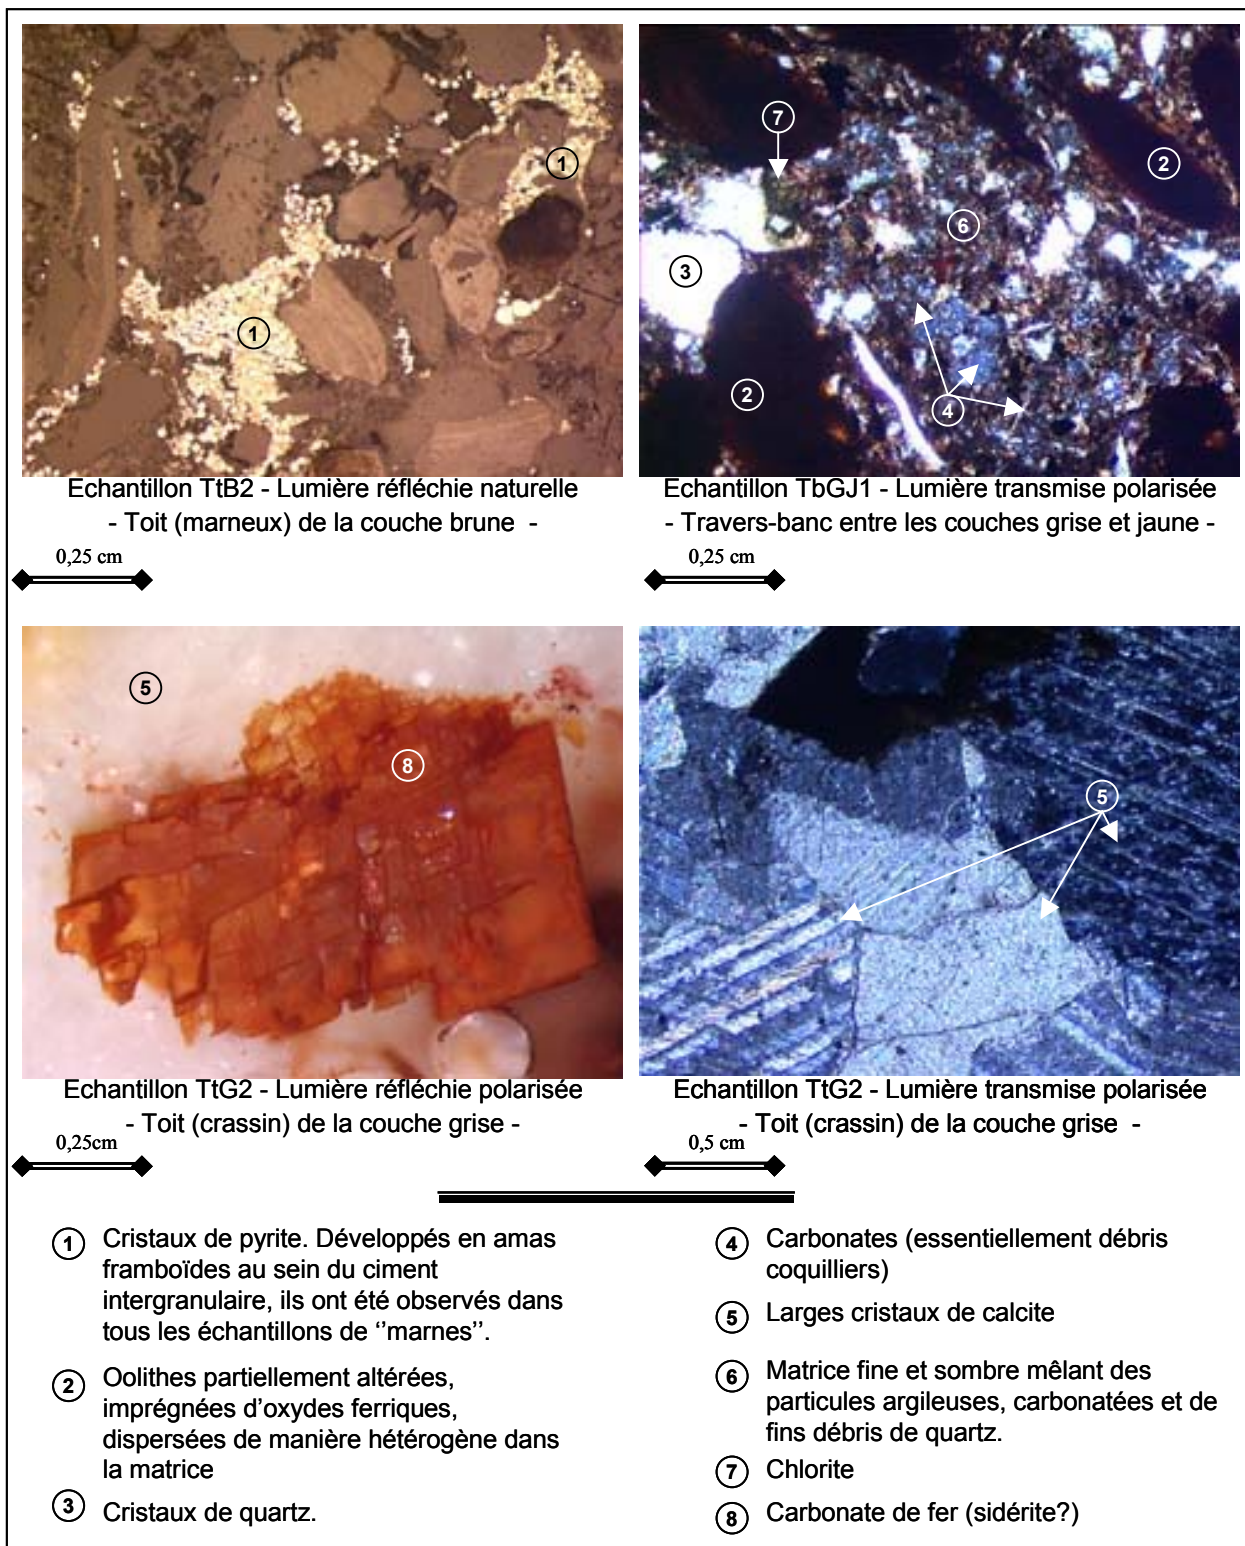 1
1
7
2
6
3
4
2
Echantillon TtB2 - Lumière réfléchie naturelle
- Toit (marneux) de la couche brune -
0,25 cm
Echantillon TbGJ1 - Lumière transmise polarisée
- Travers-banc entre les couches grise et jaune -
0,25 cm
5
8
5
Echantillon TtG2 - Lumière réfléchie polarisée
- Toit (crassin) de la couche grise -
0,25cm
Echantillon TtG2 - Lumière transmise polarisée
- Toit (crassin) de la couche grise -
0,5 cm
1 Cristaux de pyrite. Développés en amas
framboïdes au sein du ciment
intergranulaire, ils ont été observés dans
tous les échantillons de ‘’marnes’’.
2 Oolithes partiellement altérées,
imprégnées d'oxydes ferriques,
dispersées de manière hétérogène dans
la matrice
3 Cristaux de quartz.
4 Carbonates (essentiellement débris
coquilliers)
5 Larges cristaux de calcite
6 Matrice fine et sombre mêlant des
particules argileuses, carbonatées et de
fins débris de quartz.
7 Chlorite
8 Carbonate de fer (sidérite?)